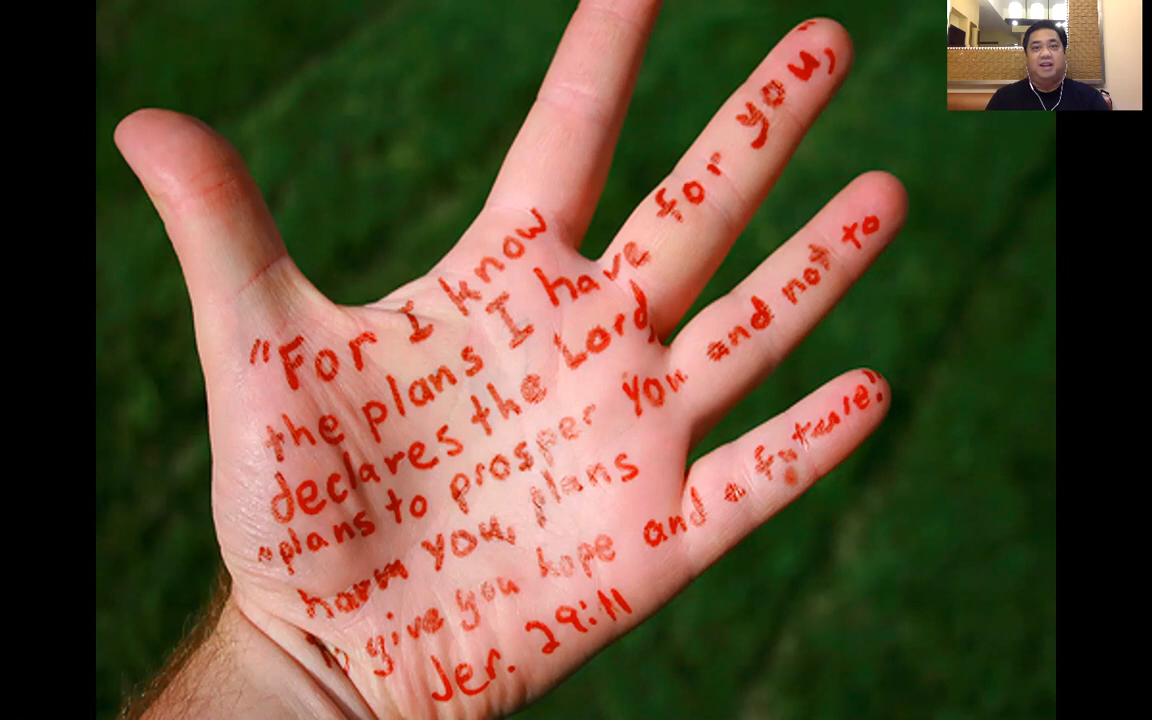 "For I know
the plans I have for you,"
declares the Lord,
"plans to prosper you and not to
harm you, plans
to give you hope and a future."
Jer. 29:11